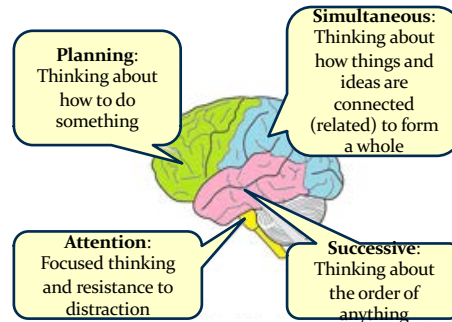 Planning:
Thinking about
how to do
something
Simultaneous:
Thinking about
how things and
ideas are
connected
(related) to form
a whole
Attention:
Focused thinking
and resistance to
distraction
Successive:
Thinking about
the order of
anything